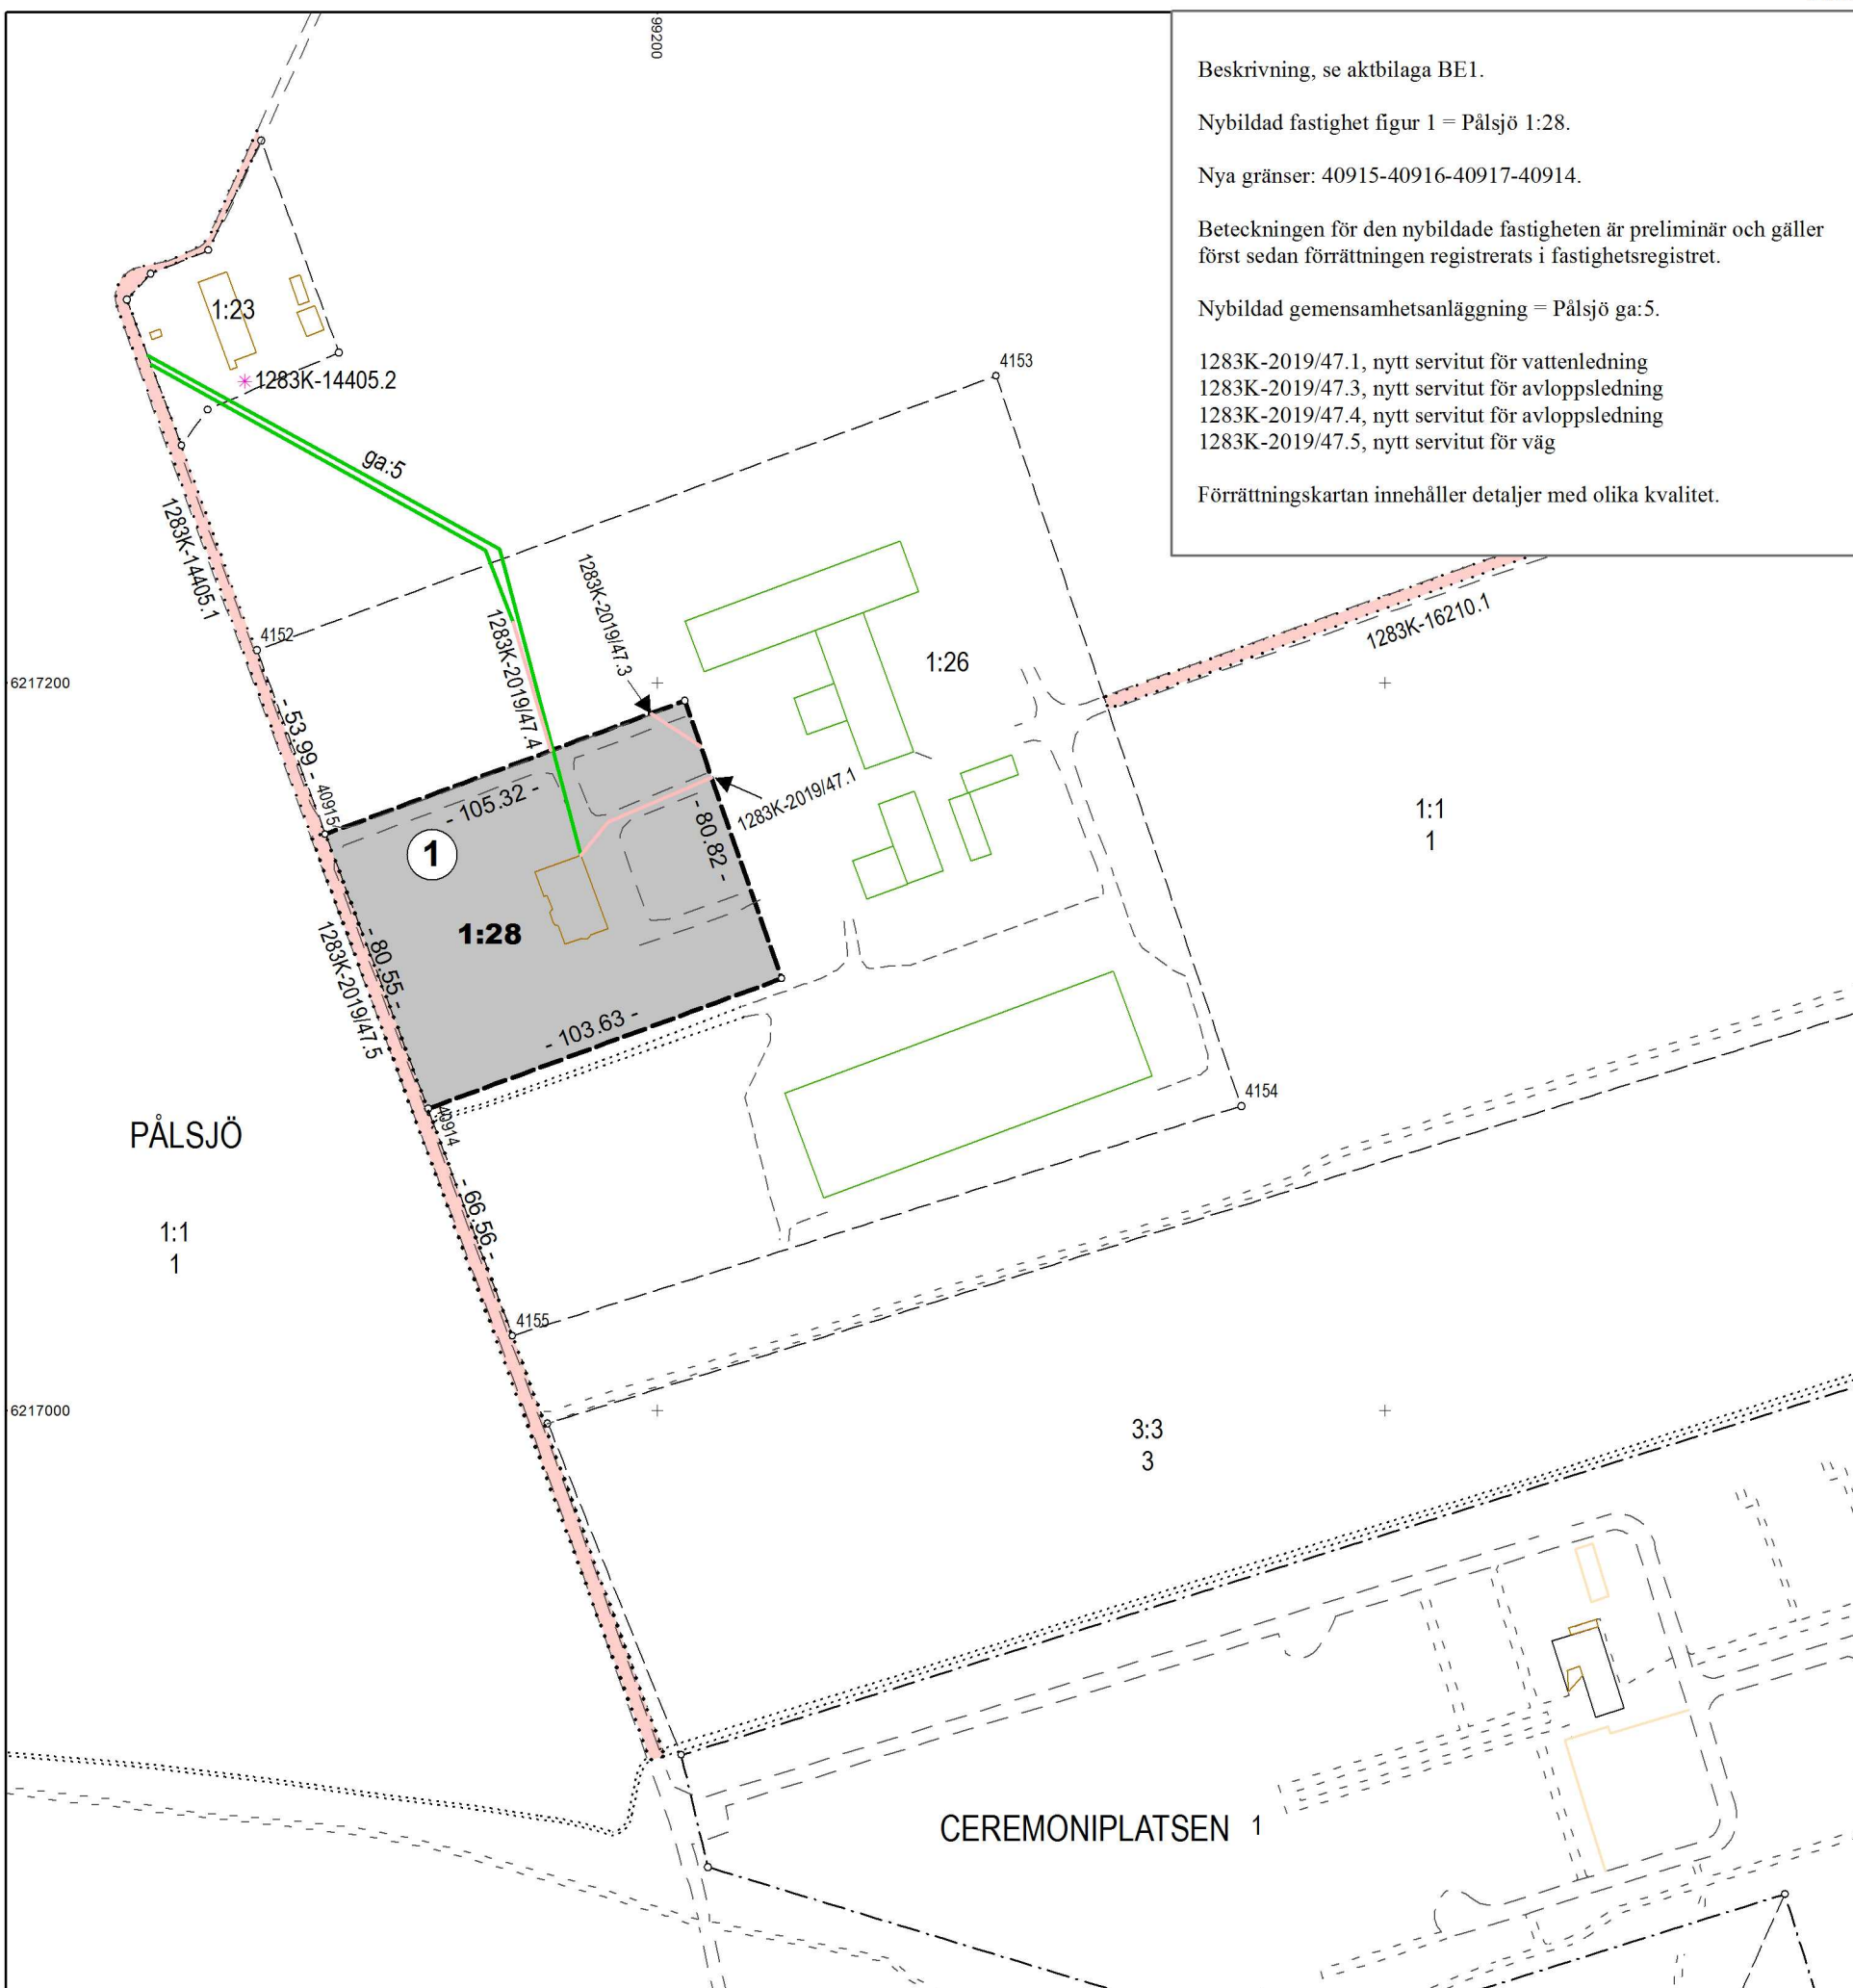 99200
Beskrivning, se aktbilaga BE1.
Nybildad fastighet figur 1 = Pålsjö 1:28.
Nya gränser: 40915-40916-40917-40914.
Beteckningen för den nybildade fastigheten är preliminär och gäller
först sedan förrättningen registrerats i fastighetsregistret.
Nybildad gemensamhetsanläggning = Pålsjö ga:5.
1283K-2019/47.1, nytt servitut för vattenledning
1283K-2019/47.3, nytt servitut för avloppsledning
1283K-2019/47.4, nytt servitut för avloppsledning
1283K-2019/47.5, nytt servitut för väg
Förrättningskartan innehåller detaljer med olika kvalitet.
1:23
1283K-14405.2
4153
ga:5
1283K-14405.1
1283K-2019/47.3
1283K-16210.1
4152
1283K-2019/47.4
1:26
6217200
- 53.99 -
40915
- 105.32 -
1283K-2019/47.1
- 80.82 -
1:1
1
1
1:28
- 80.55 -
1283K-2019/47.5
- 103.63 -
4154
40914
PÅLSJÖ
- 66.56 -
1:1
1
4155
6217000
3:3
3
CEREMONIPLATSEN 1